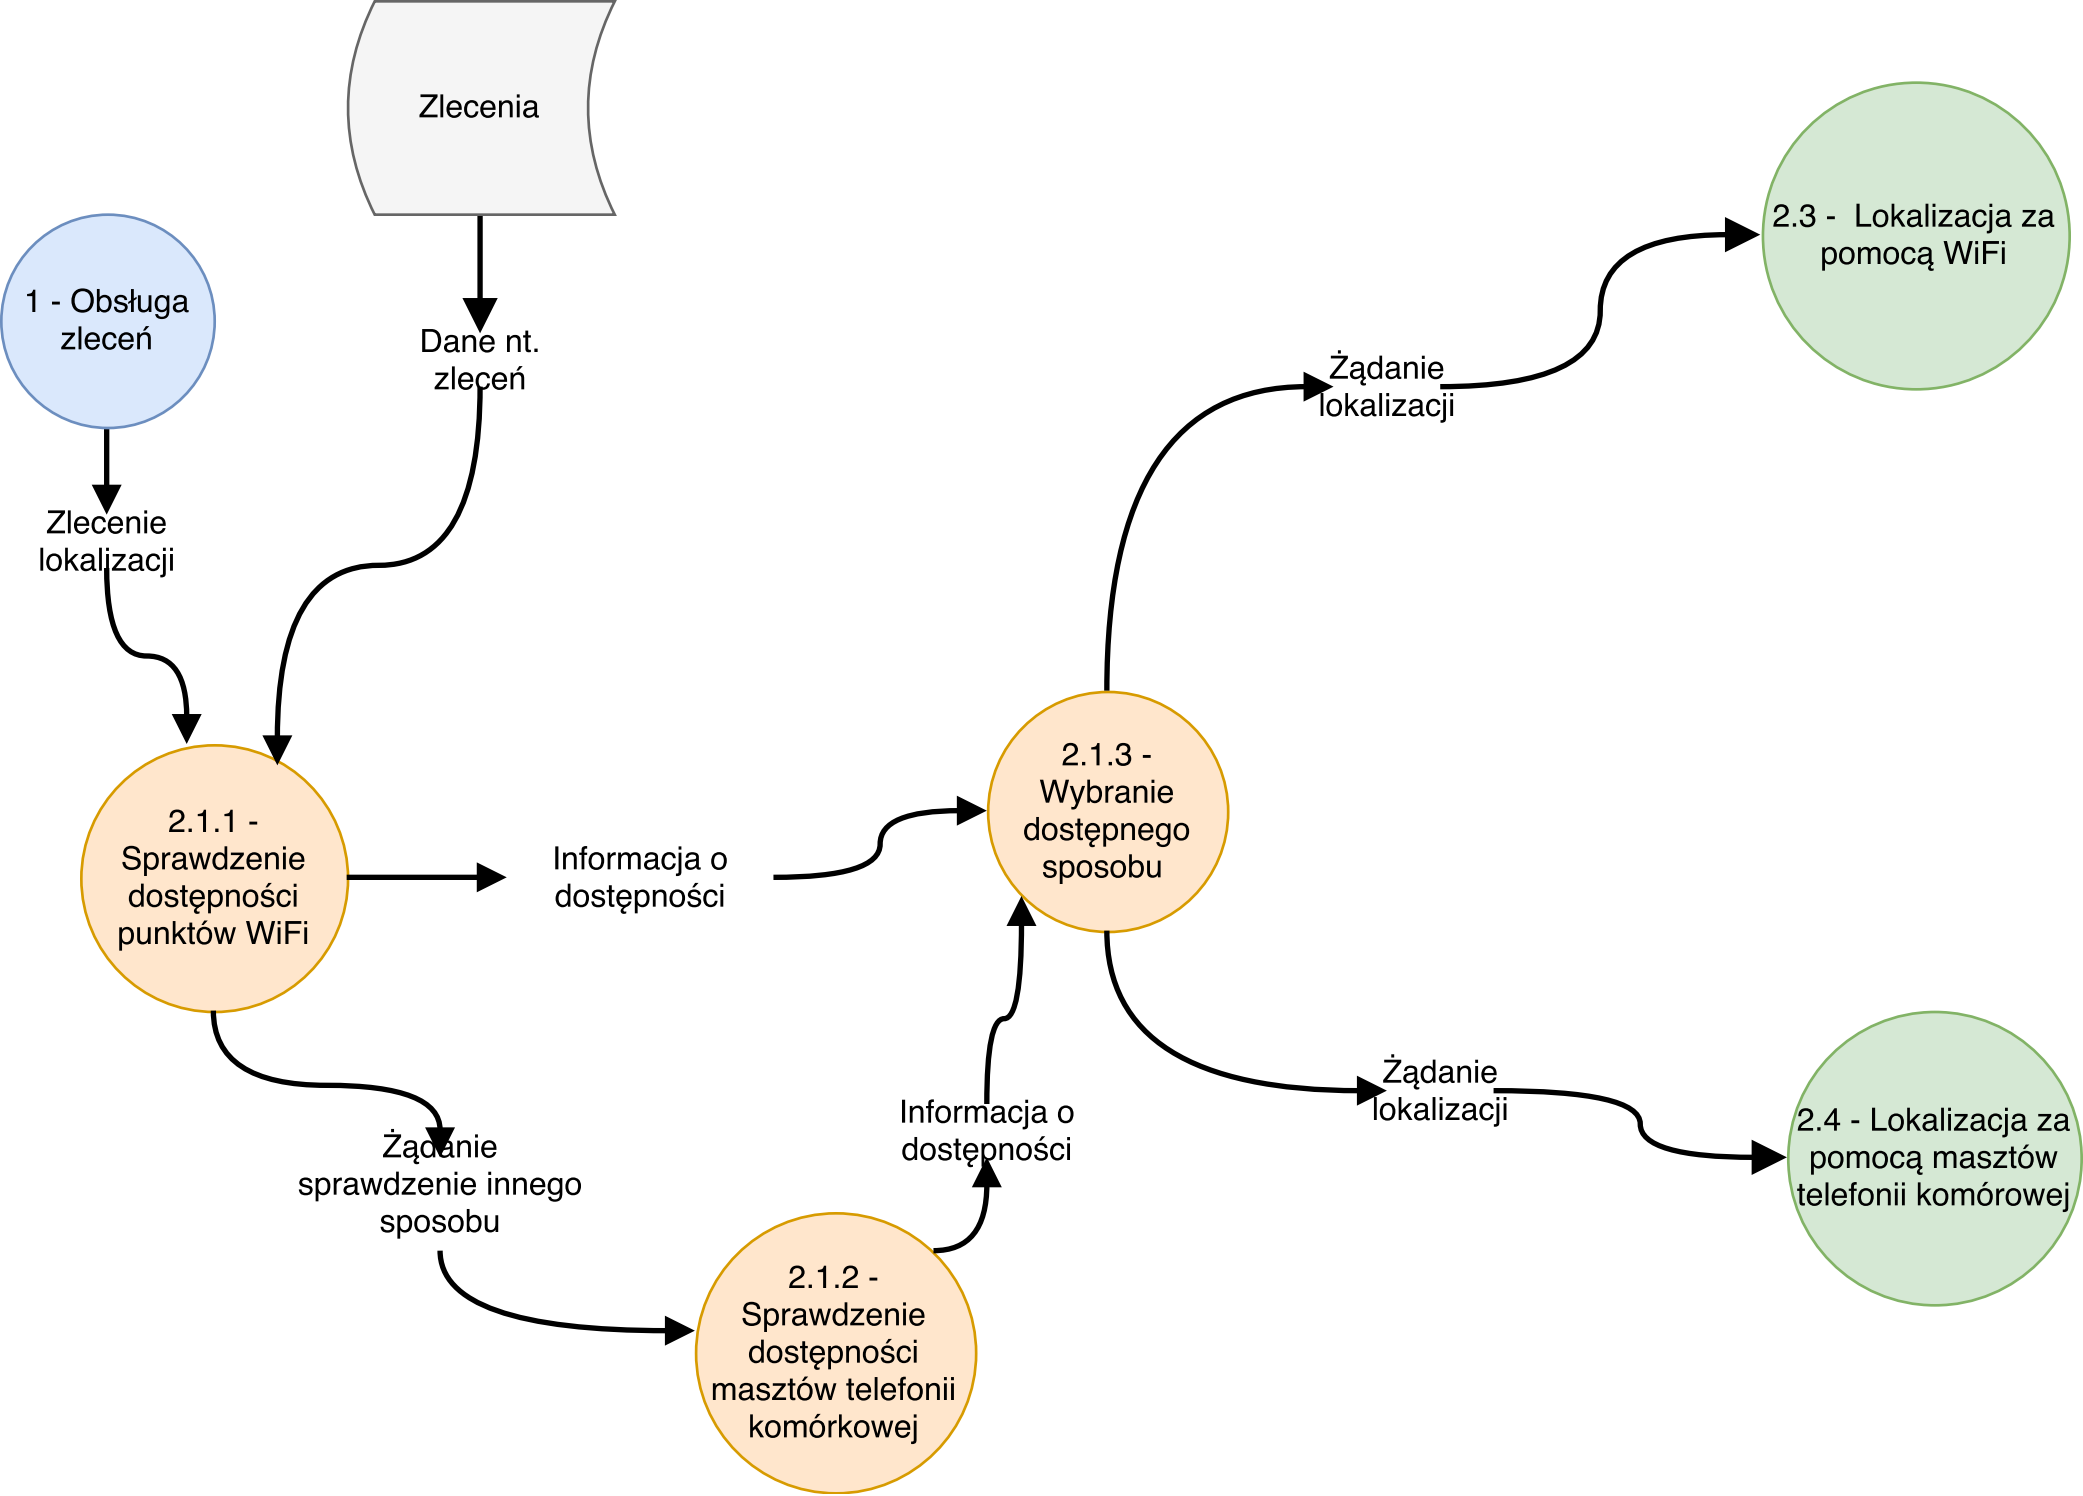 Zlecenia
1 - Obsługa
zleceń
Dane nt.
zleceń
Zlecenie
lokalizacji
2.3 -  Lokalizacja za
pomocą WiFi
Żądanie
lokalizacji
2.1.1 -
Sprawdzenie
dostępności
punktów WiFi
Informacja o
dostępności
2.1.3 -
Wybranie
dostępnego
sposobu
Żądanie
sprawdzenie innego
sposobu
Informacja o
dostępności
Żądanie
lokalizacji
2.4 - Lokalizacja za
pomocą masztów
telefonii komórowej
2.1.2 -
Sprawdzenie
dostępności
masztów telefonii
komórkowej